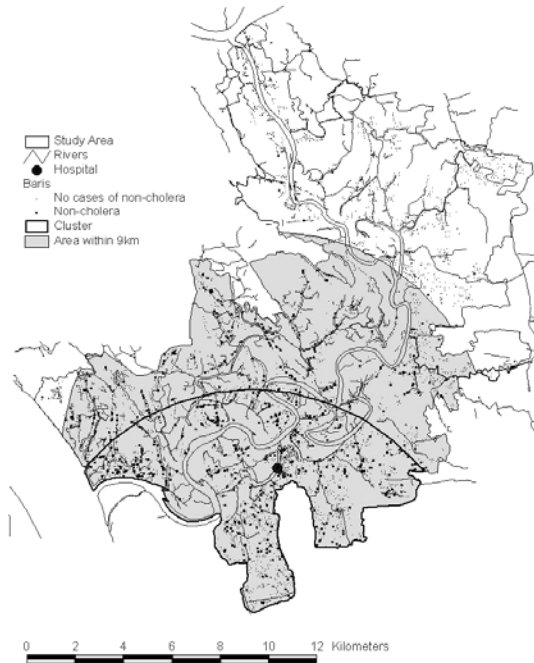 Study Area
Rivers
Hospital
Baris
No cases of non-cholera
Non-cholera
Cluster
Area within 9km
0 2 4 6 8 10 12 Kilometers